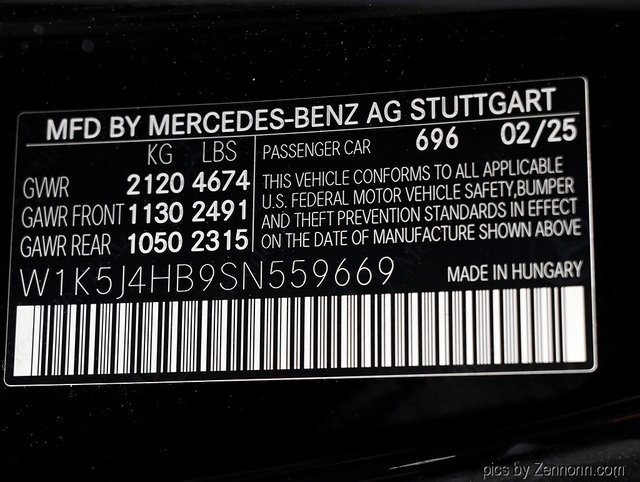 MFD BY MERCEDES-BENZ AG STUTTGART
KG LBS
GVWR 2120 4674
GAWR FRONT 1130 2491
GAWR REAR 1050 2315
PASSENGER CAR 696 02/25
THIS VEHICLE CONFORMS TO ALL APPLICABLE
U.S. FEDERAL MOTOR VEHICLE SAFETY,BUMPER
AND THEFT PREVENTION STANDARDS IN EFFECT
ON THE DATE OF MANUFACTURE SHOWN ABOVE
W1K5J4HB9SN559669 MADE IN HUNGARY
pics by Zennonn.com